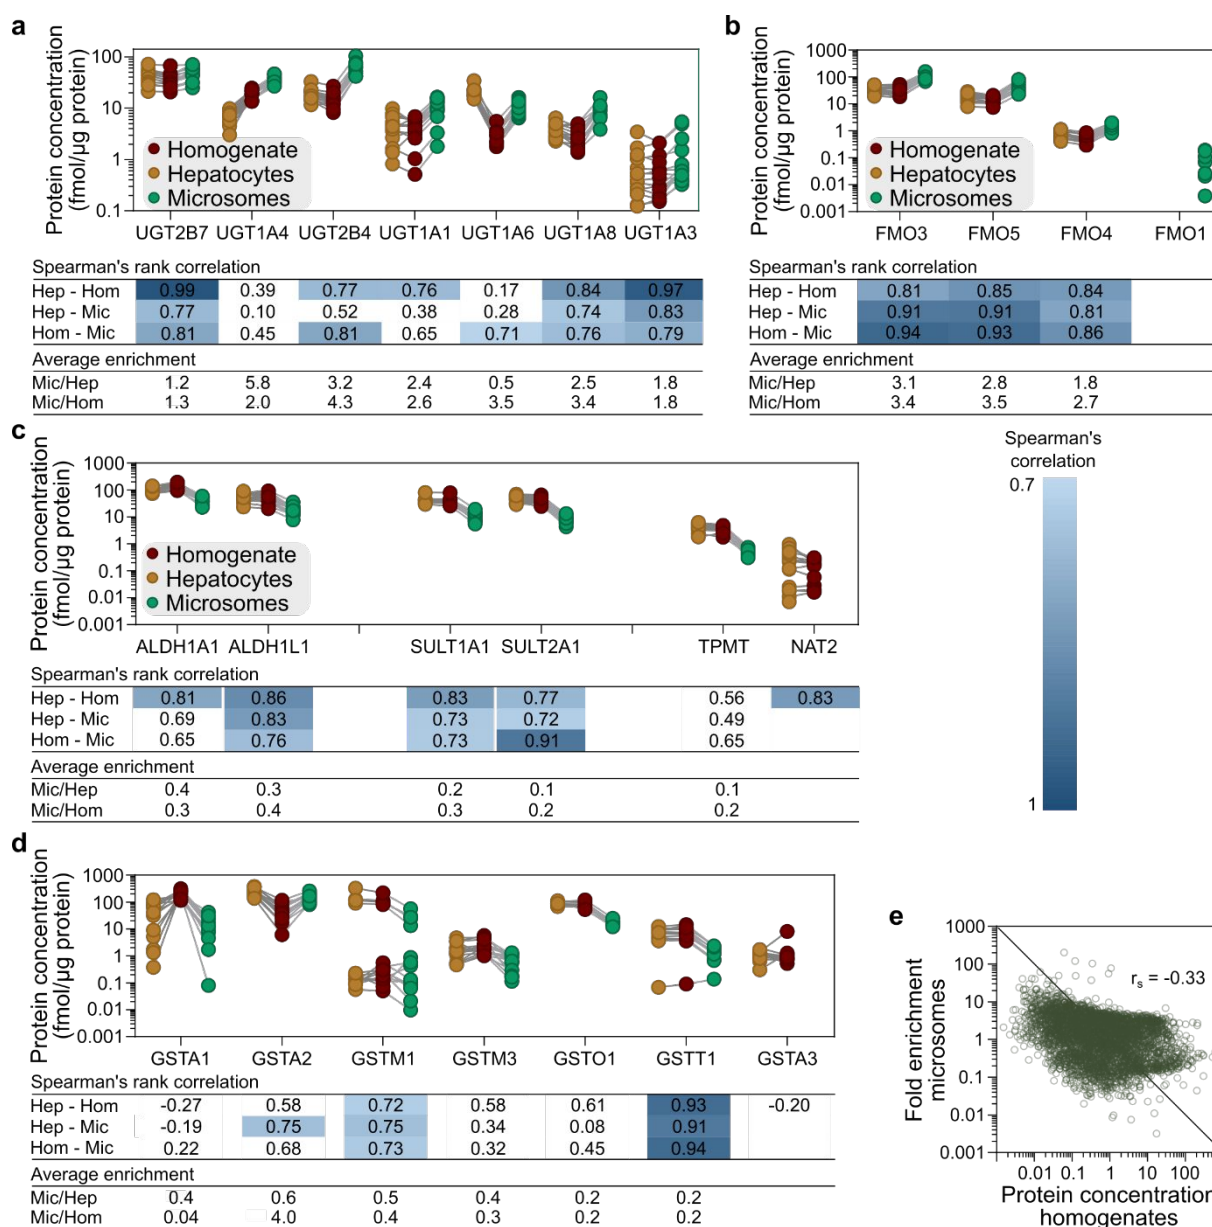 a
Protein concentration
(fmol/µg protein)
100
10
1
0.1
Homogenate
Hepatocytes
Microsomes
UGT2B7 UGT1A4 UGT2B4 UGT1A1 UGT1A6 UGT1A8 UGT1A3
Spearman's rank correlation
Hep - Hom 0.99 0.39 0.77 0.76 0.17 0.84 0.97
Hep - Mic 0.77 0.10 0.52 0.38 0.28 0.74 0.83
Hom - Mic 0.81 0.45 0.81 0.65 0.71 0.76 0.79
Average enrichment
Mic/Hep 1.2 5.8 3.2 2.4 0.5 2.5 1.8
Mic/Hom 1.3 2.0 4.3 2.6 3.5 3.4 1.8
b
Protein concentration
(fmol/µg protein)
1000
100
10
1
0.1
0.01
0.001
Homogenate
Hepatocytes
Microsomes
FMO3 FMO5 FMO4 FMO1
Spearman's rank correlation
Hep - Hom 0.81 0.85 0.84
Hep - Mic 0.91 0.91 0.81
Hom - Mic 0.94 0.93 0.86
Average enrichment
Mic/Hep 3.1 2.8 1.8
Mic/Hom 3.4 3.5 2.7
c
Protein concentration
(fmol/µg protein)
1000
100
10
1
0.1
0.01
0.001
Homogenate
Hepatocytes
Microsomes
ALDH1A1 ALDH1L1 SULT1A1 SULT2A1 TPMT NAT2
Spearman's rank correlation
Hep - Hom 0.81 0.86 0.83 0.77 0.56 0.83
Hep - Mic 0.69 0.83 0.73 0.72 0.49
Hom - Mic 0.65 0.76 0.73 0.91 0.65
Average enrichment
Mic/Hep 0.4 0.3 0.2 0.1 0.1
Mic/Hom 0.3 0.4 0.3 0.2 0.2
Spearman's
correlation
0.7
1
d
Protein concentration
(fmol/µg protein)
1000
100
10
1
0.1
0.01
0.001
GSTA1 GSTA2 GSTM1 GSTM3 GSTO1 GSTT1 GSTA3
Spearman's rank correlation
Hep - Hom -0.27 0.58 0.72 0.58 0.61 0.93 -0.20
Hep - Mic -0.19 0.75 0.75 0.34 0.08 0.91
Hom - Mic 0.22 0.68 0.73 0.32 0.45 0.94
Average enrichment
Mic/Hep 0.4 0.6 0.5 0.4 0.2 0.2
Mic/Hom 0.04 4.0 0.4 0.3 0.2 0.2
e
Fold enrichment
microsomes
1000
100
10
1
0.1
0.01
0.001
rs = -0.33
0.01 0.1 1 10 100
Protein concentration
homogenates